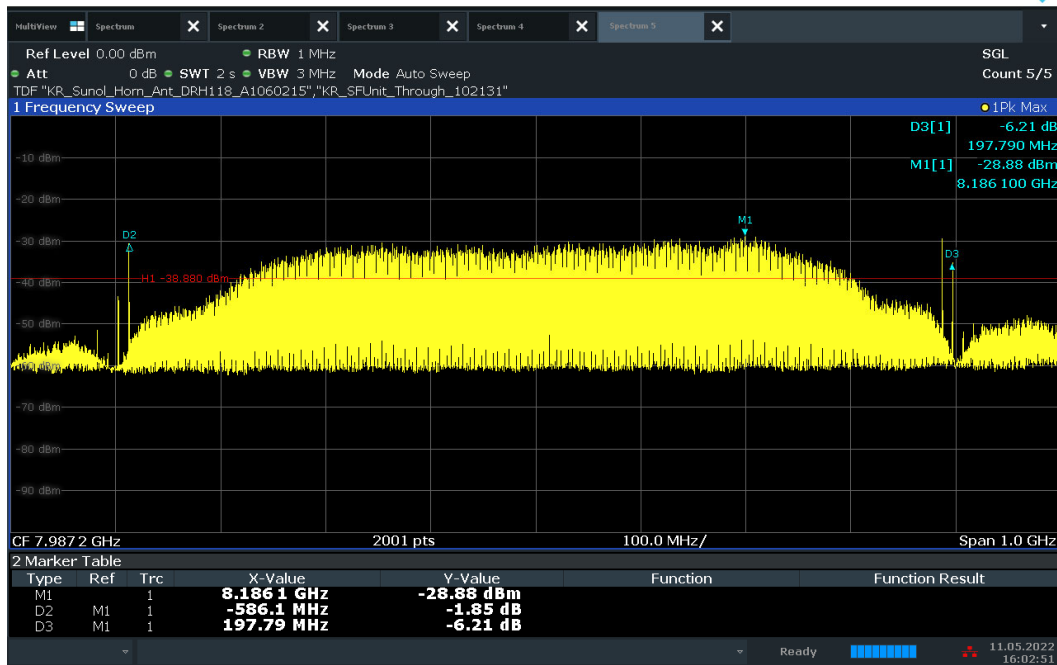 MultiView Spectrum X Spectrum 2 X Spectrum 3 X Spectrum 4 X Spectrum 5 X
Ref Level 0.00 dBm RBW 1 MHz SGL
Att 0 dB SWT 2 s VBW 3 MHz Mode Auto Sweep Count 5/5
TDF "KR_Sunol_Horn_Ant_DRH118_A1060215","KR_SFUnit_Through_102131"
1 Frequency Sweep 1Pk Max
D3[1] -6.21 dB
197.790 MHz
M1[1] -28.88 dBm
8.186 100 GHz
-10 dBm
-20 dBm
M1
D2
-30 dBm
D3
H1 -38.880 dBm
-40 dBm
-50 dBm
-60 dBm
-70 dBm
-80 dBm
-90 dBm
CF 7.987 2 GHz 2001 pts 100.0 MHz/ Span 1.0 GHz
2 Marker Table
Type Ref Trc X-Value Y-Value Function Function Result
M1 1 8.186 1 GHz -28.88 dBm
D2 M1 1 -586.1 MHz -1.85 dB
D3 M1 1 197.79 MHz -6.21 dB
Ready 11.05.2022
16:02:51